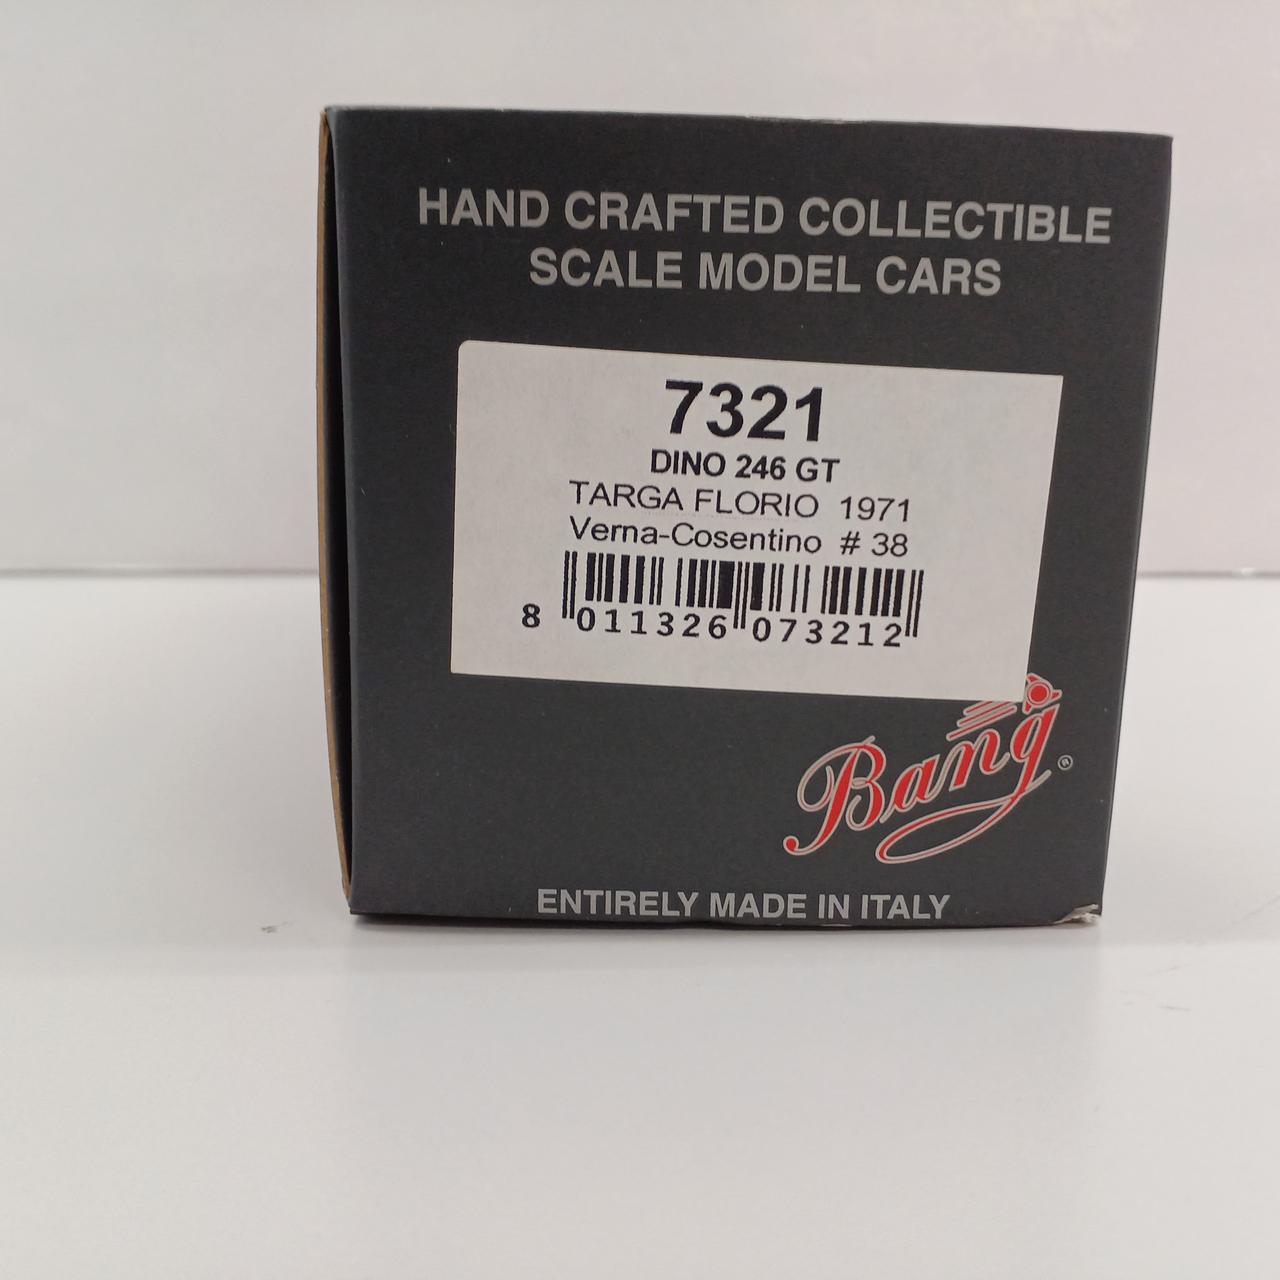 HAND CRAFTED COLLECTIBLE
SCALE MODEL CARS
7321
DINO 246 GT
TARGA FLORIO 1971
Verna-Cosentino # 38
8 011326 073212
Bang ®
ENTIRELY MADE IN ITALY